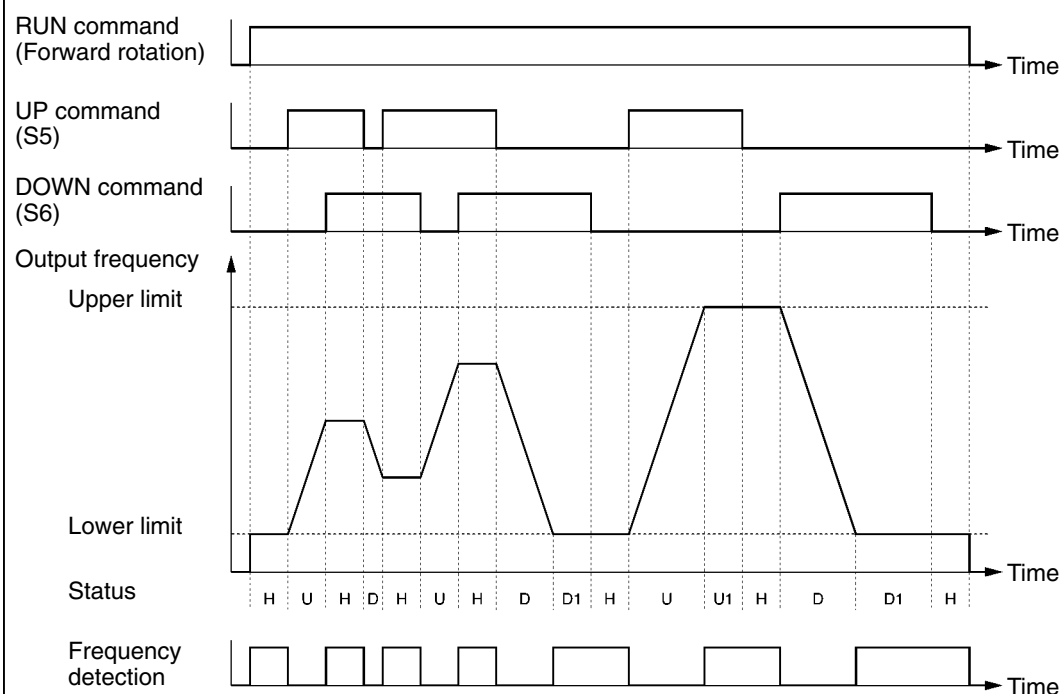 RUN command
(Forward rotation)
Time
UP command
(S5)
Time
DOWN command
(S6)
Time
Output frequency
Upper limit
Lower limit
Time
Status
H U H D H U H D D1 H U U1 H D D1 H
Frequency
detection
Time